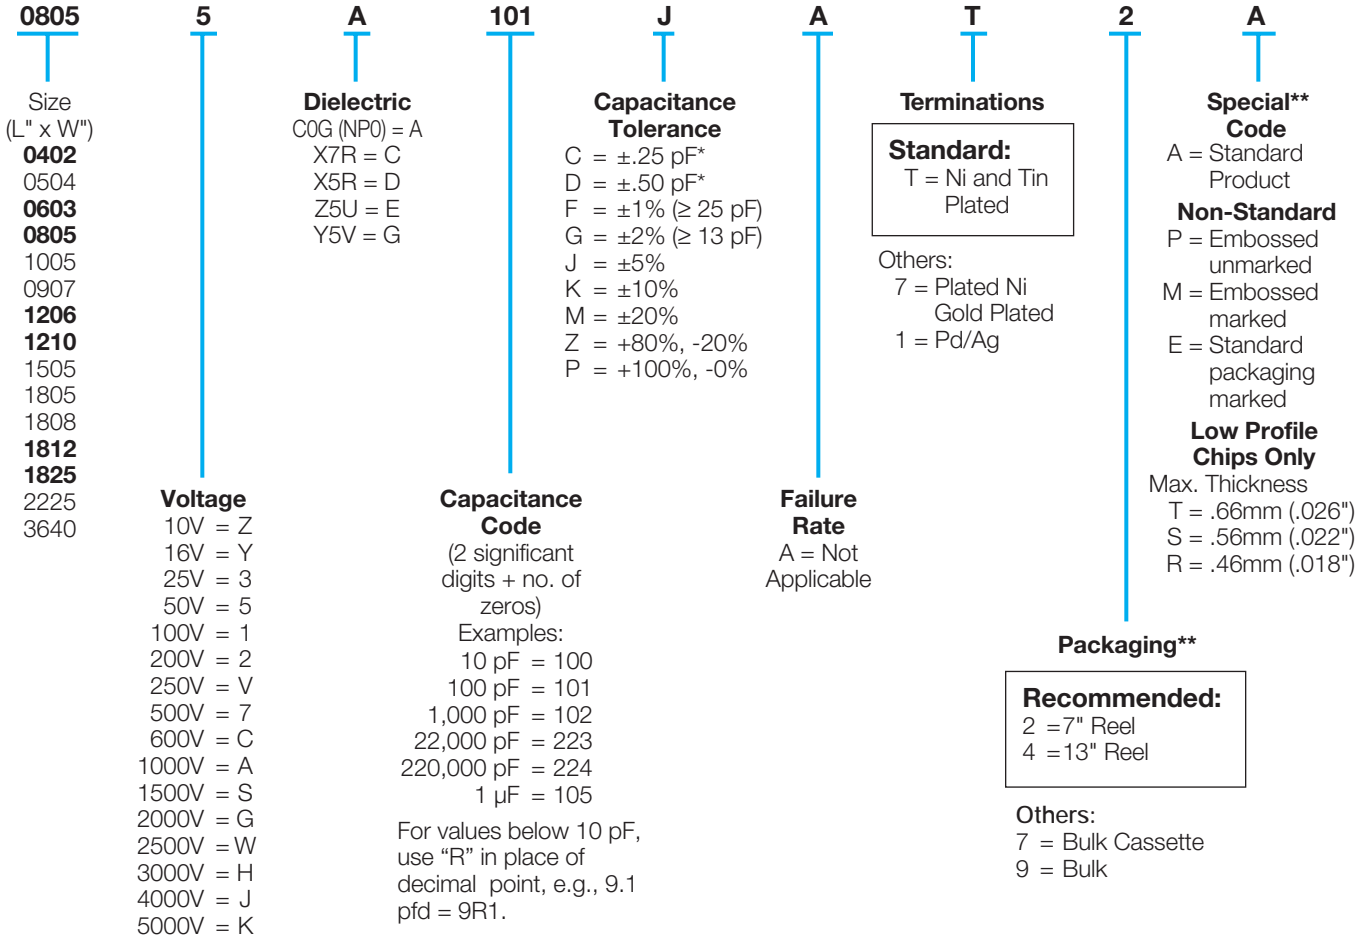 0805 5 A 101 J A T 2 A
Size
(L" x W")
0402
0504
0603
0805
1005
0907
1206
1210
1505
1805
1808
1812
1825
2225
3640
Voltage
10V = Z
16V = Y
25V = 3
50V = 5
100V = 1
200V = 2
250V = V
500V = 7
600V = C
1000V = A
1500V = S
2000V = G
2500V = W
3000V = H
4000V = J
5000V = K
Dielectric
C0G (NP0) = A
X7R = C
X5R = D
Z5U = E
Y5V = G
Capacitance
Code
(2 significant
digits + no. of
zeros)
Examples:
10 pF = 100
100 pF = 101
1,000 pF = 102
22,000 pF = 223
220,000 pF = 224
1 µF = 105
For values below 10 pF,
use “R” in place of
decimal point, e.g., 9.1
pfd = 9R1.
Capacitance
Tolerance
C = ±.25 pF*
D = ±.50 pF*
F = ±1% (≥ 25 pF)
G = ±2% (≥ 13 pF)
J = ±5%
K = ±10%
M = ±20%
Z = +80%, -20%
P = +100%, -0%
Failure
Rate
A = Not
Applicable
Terminations
Standard:
T = Ni and Tin
Plated
Others:
7 = Plated Ni
Gold Plated
1 = Pd/Ag
Packaging**
Recommended:
2 =7" Reel
4 =13" Reel
Others:
7 = Bulk Cassette
9 = Bulk
Special**
Code
A = Standard
Product
Non-Standard
P = Embossed
unmarked
M = Embossed
marked
E = Standard
packaging
marked
Low Profile
Chips Only
Max. Thickness
T = .66mm (.026")
S = .56mm (.022")
R = .46mm (.018")